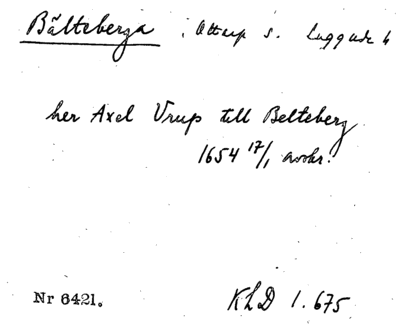 Bälteberga, Ottarp s. Luggude h
her Axel Urup till Belteberg
1654 17/1 avskr.
Nr 6421. KLD 1.675